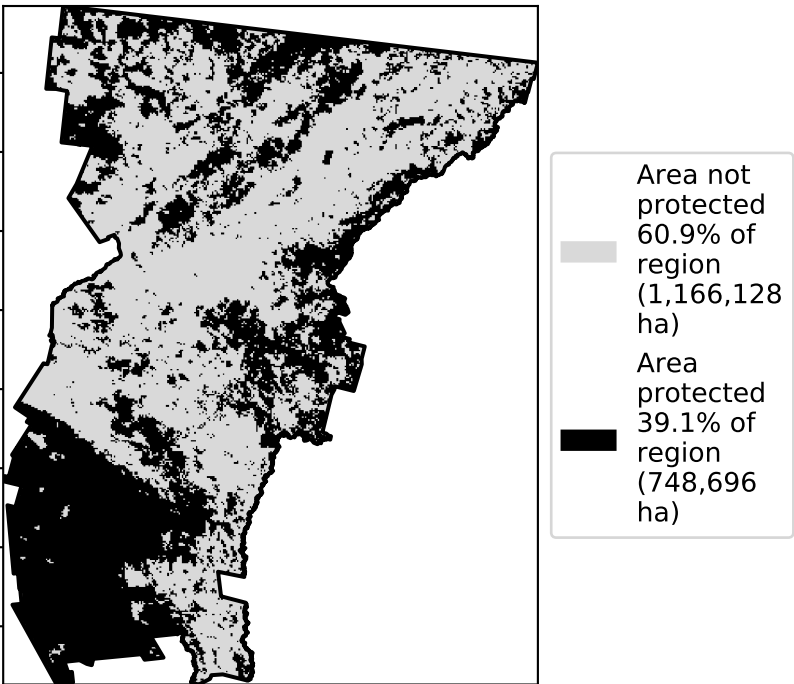 Area not
protected
60.9% of
region
(1,166,128
ha)
Area
protected
39.1% of
region
(748,696
ha)